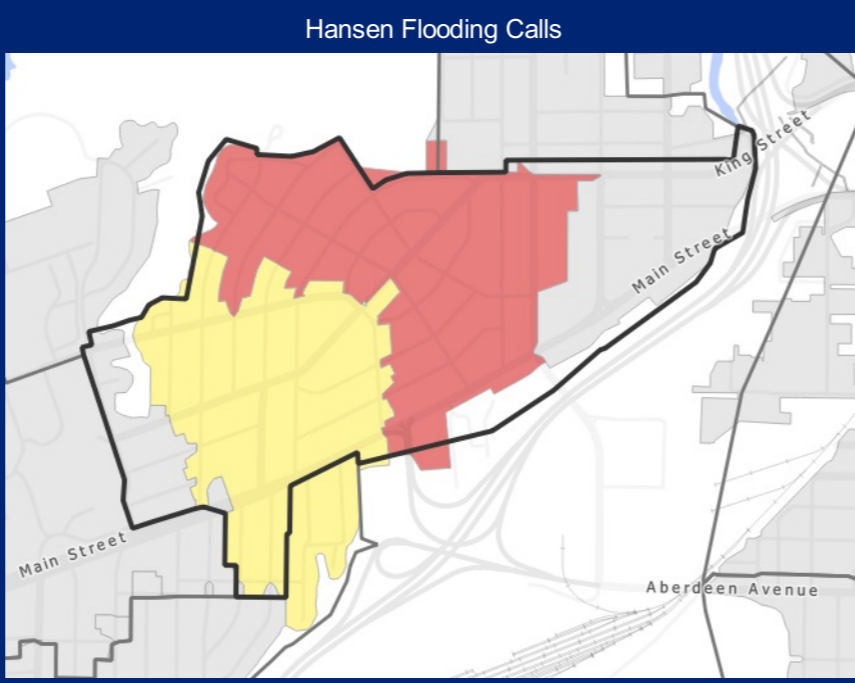 Hansen Flooding Calls
King Street
Main Street
Main Street
Aberdeen Avenue